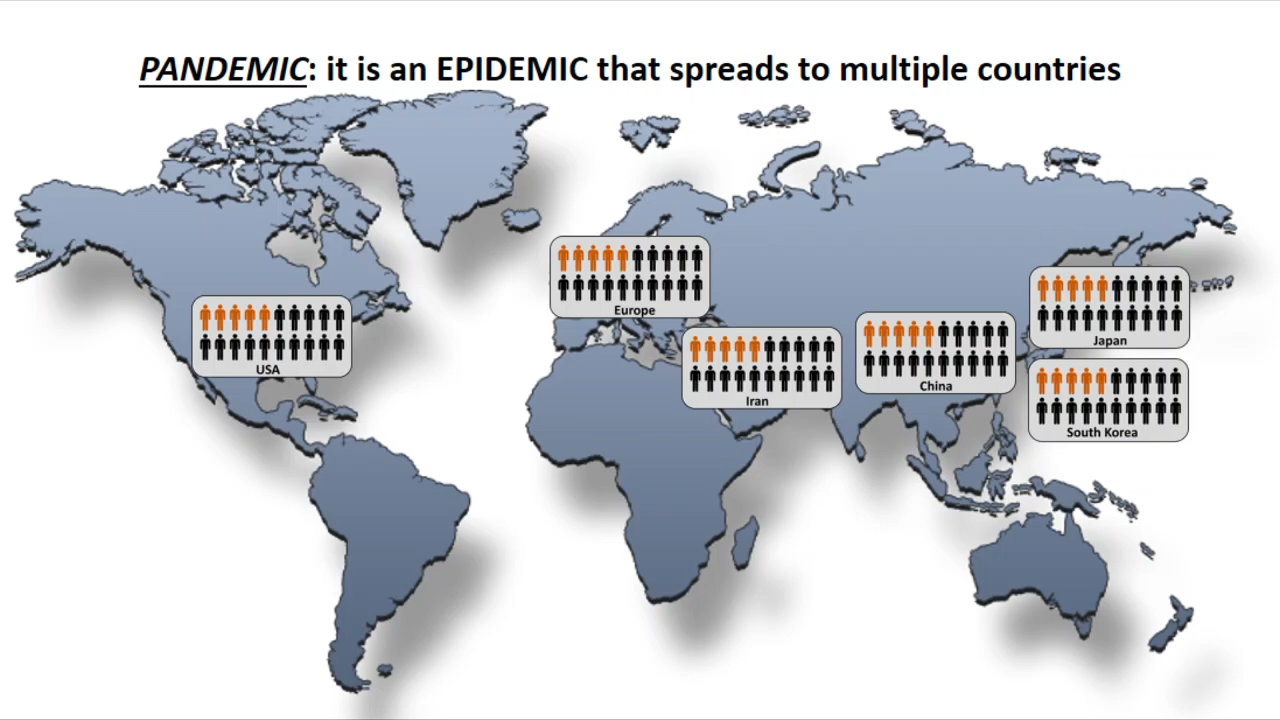 PANDEMIC: it is an EPIDEMIC that spreads to multiple countries
Europe
USA
Iran
China
Japan
South Korea